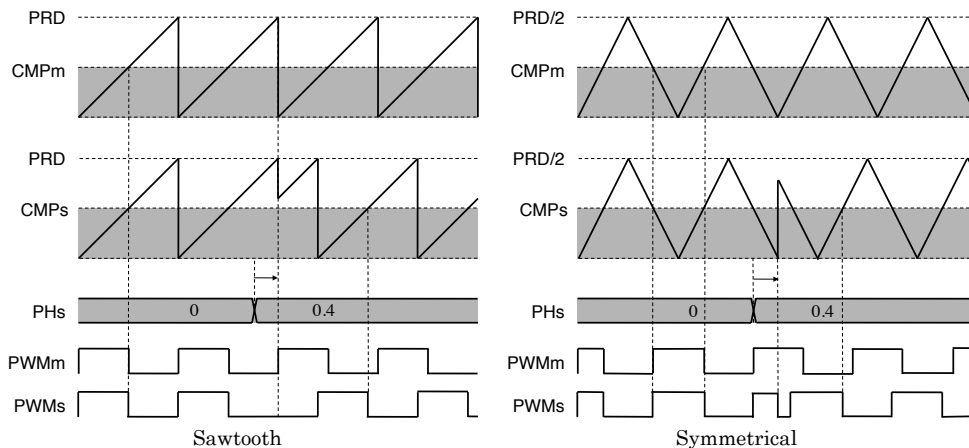 PRD
CMPm
PRD
CMPs
PHs
0
0.4
PWMm
PWMs
Sawtooth
PRD/2
CMPm
PRD/2
CMPs
PHs
0
0.4
PWMm
PWMs
Symmetrical